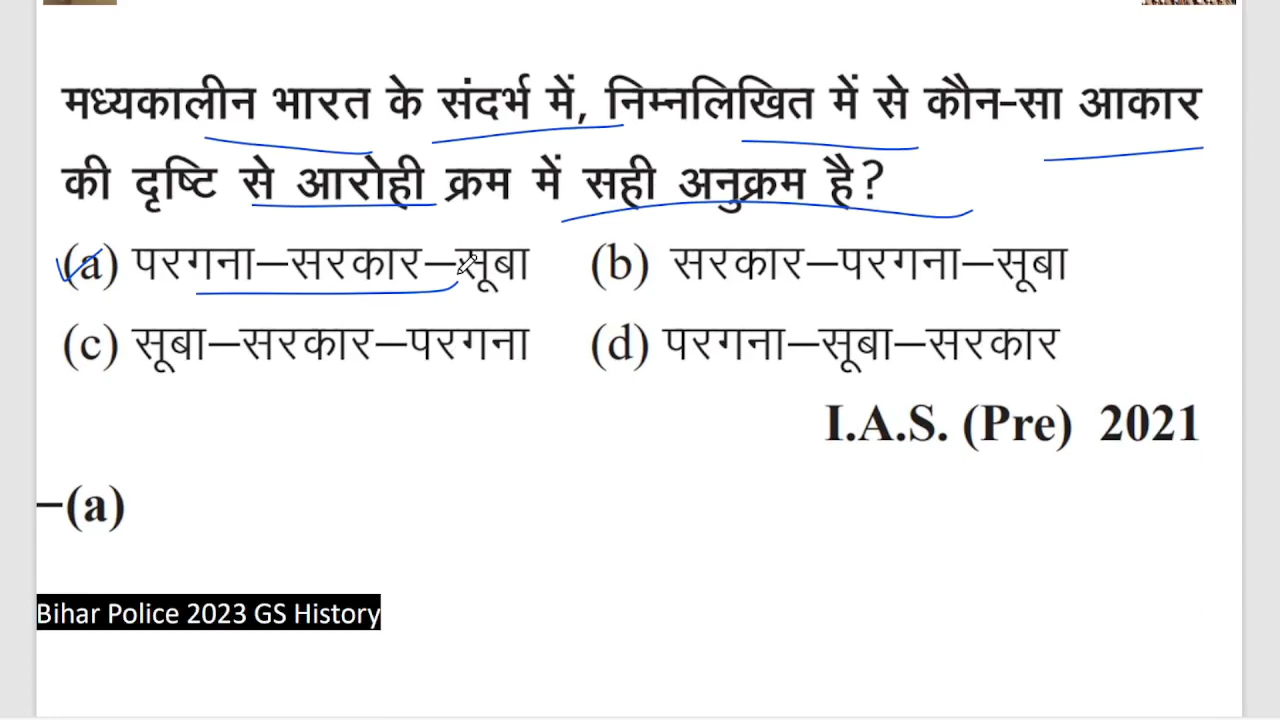 मध्यकालीन भारत के संदर्भ में, निम्नलिखित में से कौन-सा आकार
की दृष्टि से आरोही क्रम में सही अनुक्रम है?
(a) परगना–सरकार–सूबा (b) सरकार–परगना–सूबा
(c) सूबा–सरकार–परगना (d) परगना–सूबा–सरकार
I.A.S. (Pre) 2021
–(a)
Bihar Police 2023 GS History